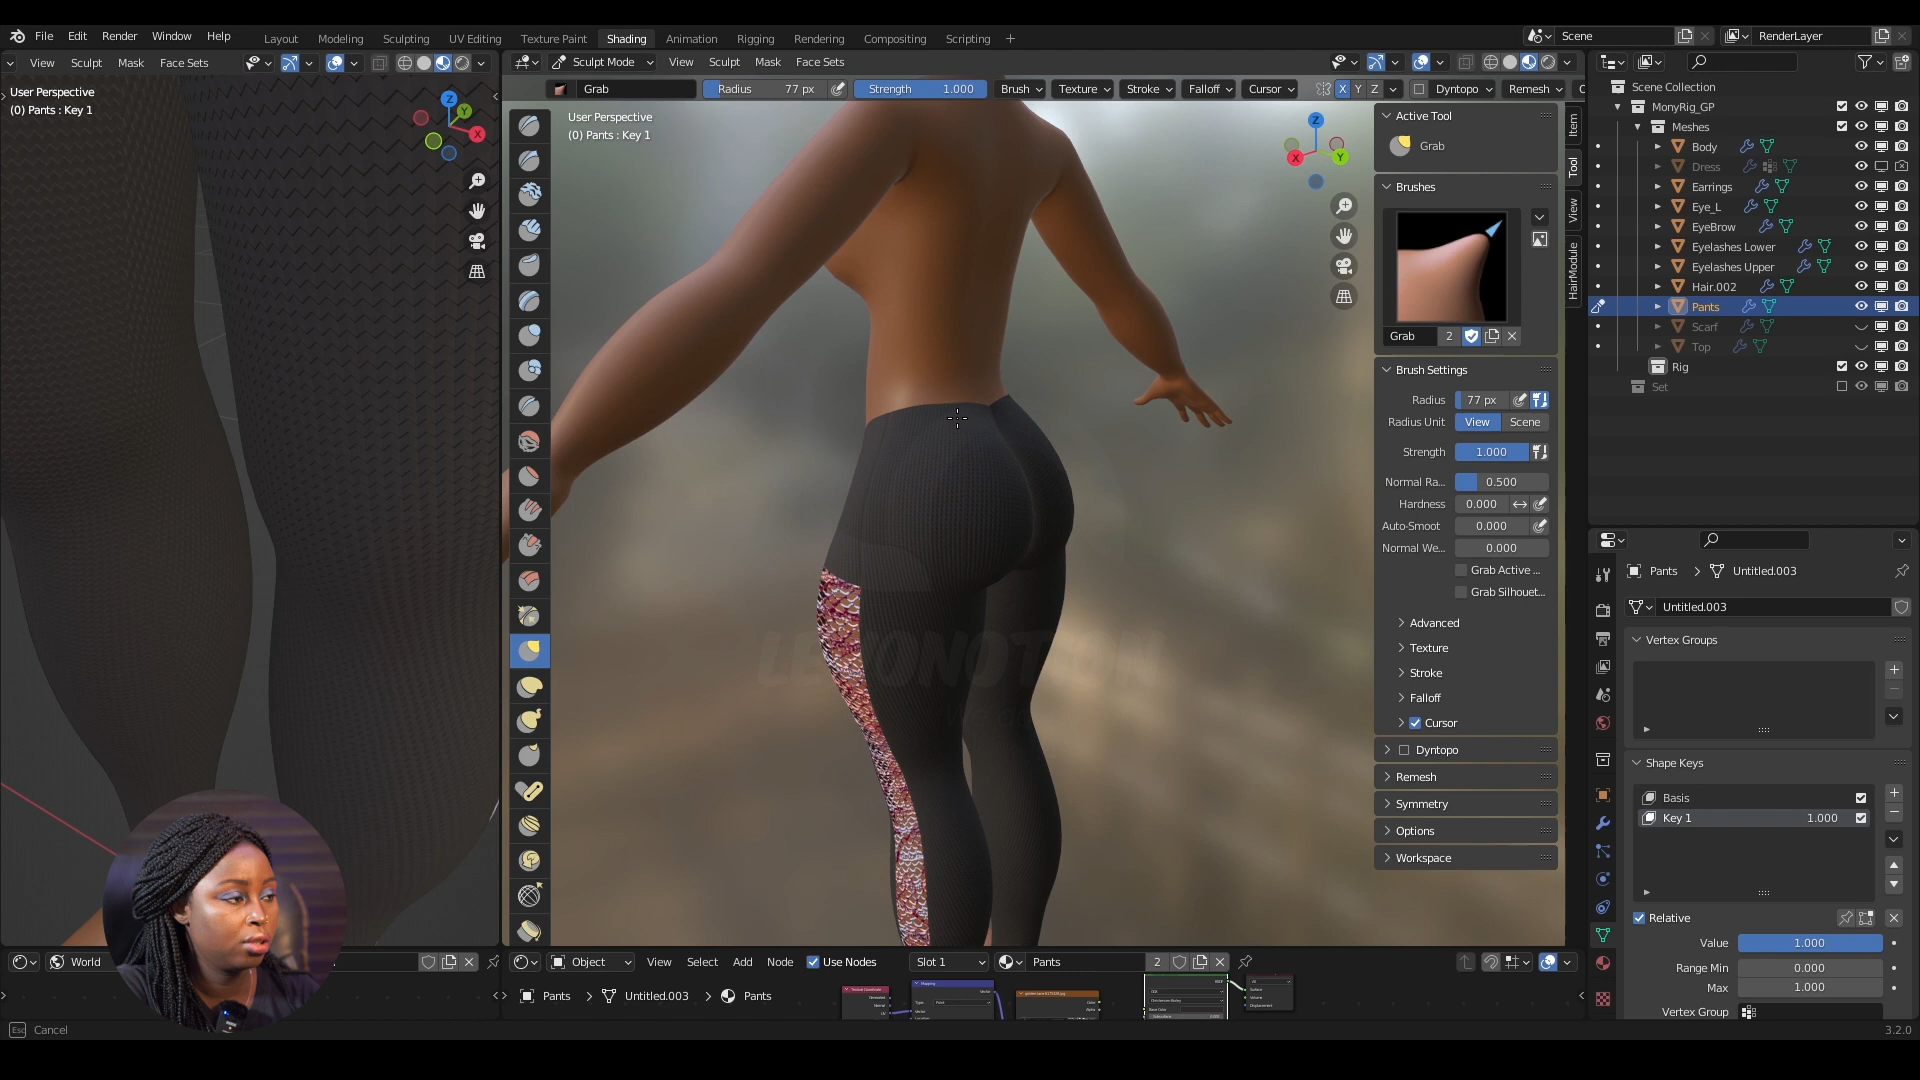 File Edit Render Window Help
Layout Modeling Sculpting UV Editing Texture Paint Shading Animation Rigging Rendering Compositing Scripting
Scene
RenderLayer
View Sculpt Mask Face Sets
Sculpt Mode View Sculpt Mask Face Sets
Grab Radius 77 px Strength 1.000 Brush Texture Stroke Falloff Cursor X Y Z Dyntopo Remesh
User Perspective
(0) Pants : Key 1
Z
Y
X
User Perspective
(0) Pants : Key 1
Z
X
Y
Item
Tool
View
HairModule
Active Tool
Grab
Brushes
Grab 2
Brush Settings
Radius 77 px
Radius Unit View Scene
Strength 1.000
Normal Ra... 0.500
Hardness 0.000
Auto-Smoot 0.000
Normal We... 0.000
Grab Active ...
Grab Silhouet...
Advanced
Texture
Stroke
Falloff
Cursor
Dyntopo
Remesh
Symmetry
Options
Workspace
Scene Collection
MonyRig_GP
Meshes
Body
Dress
Earrings
Eye_L
EyeBrow
Eyelashes Lower
Eyelashes Upper
Hair.002
Pants
Scarf
Top
Rig
Set
Pants > Untitled.003
Untitled.003
Vertex Groups
Shape Keys
Basis
Key 1 1.000
Relative
Value 1.000
Range Min 0.000
Max 1.000
Vertex Group
World
Object View Select Add Node Use Nodes Slot 1 Pants 2
Pants > Untitled.003 > Pants
Mapping
Esc Cancel
3.2.0